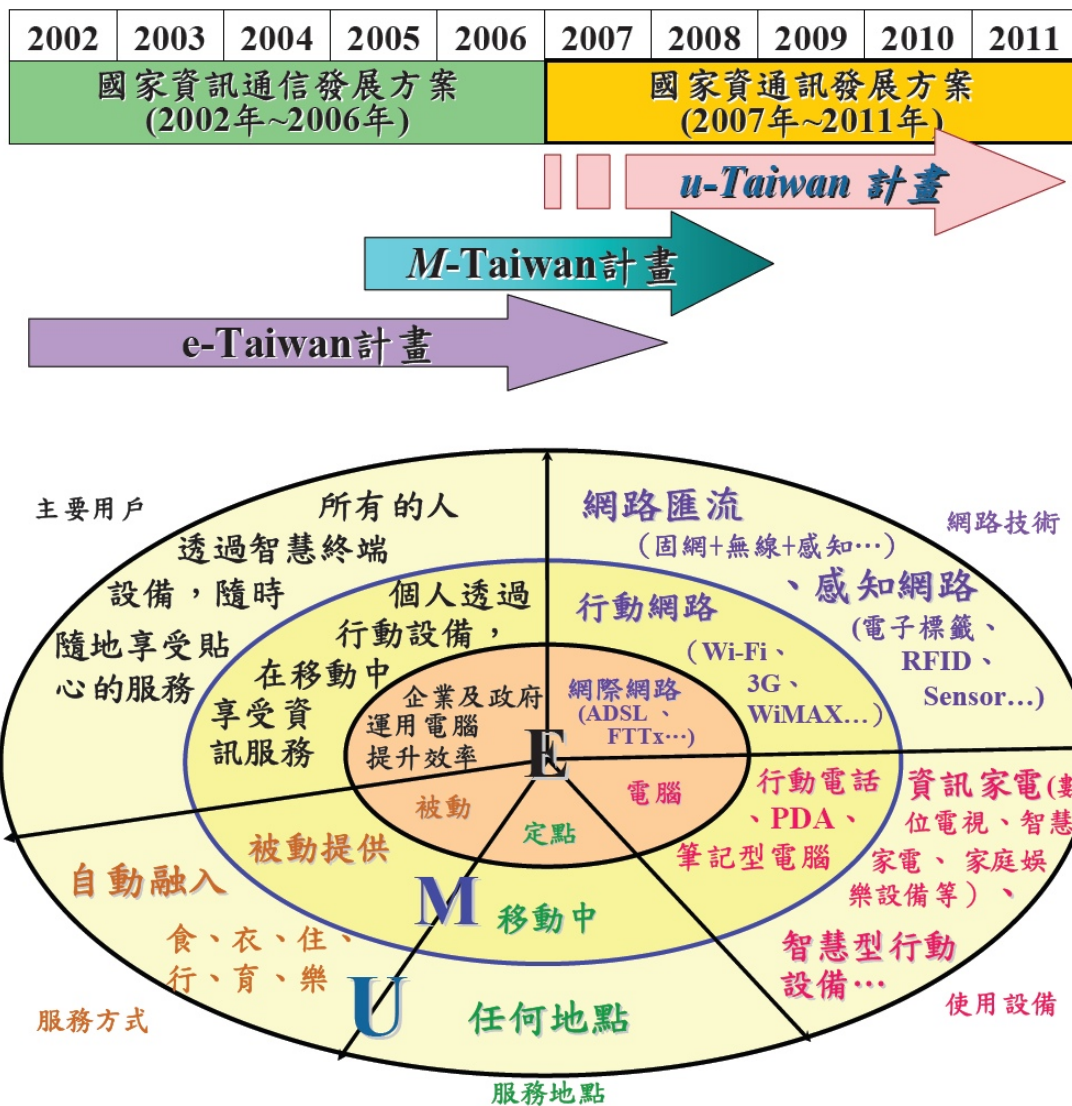 2002 2003 2004 2005 2006 2007 2008 2009 2010 2011
國家資訊通信發展方案
(2002年~2006年)
國家資通訊發展方案
(2007年~2011年)
u-Taiwan 計畫
M-Taiwan計畫
e-Taiwan計畫
主要用戶
所有的人
透過智慧終端
設備，隨時
隨地享受貼
心的服務
個人透過
行動設備，
在移動中
享受資
訊服務
企業及政府
運用電腦
提升效率
網路技術
網路匯流
（固網+無線+感知…）
、感知網路
(電子標籤、
RFID、
Sensor…)
行動網路
（Wi-Fi、
3G、
WiMAX…）
網際網路
(ADSL、
FTTx…)
E
M
U
被動
被動提供
自動融入
食、衣、住、
行、育、樂
服務方式
定點
移動中
任何地點
服務地點
電腦
行動電話
、PDA、
筆記型電腦
資訊家電(數
位電視、智慧
家電、家庭娛
樂設備等）、
智慧型行動
設備…
使用設備